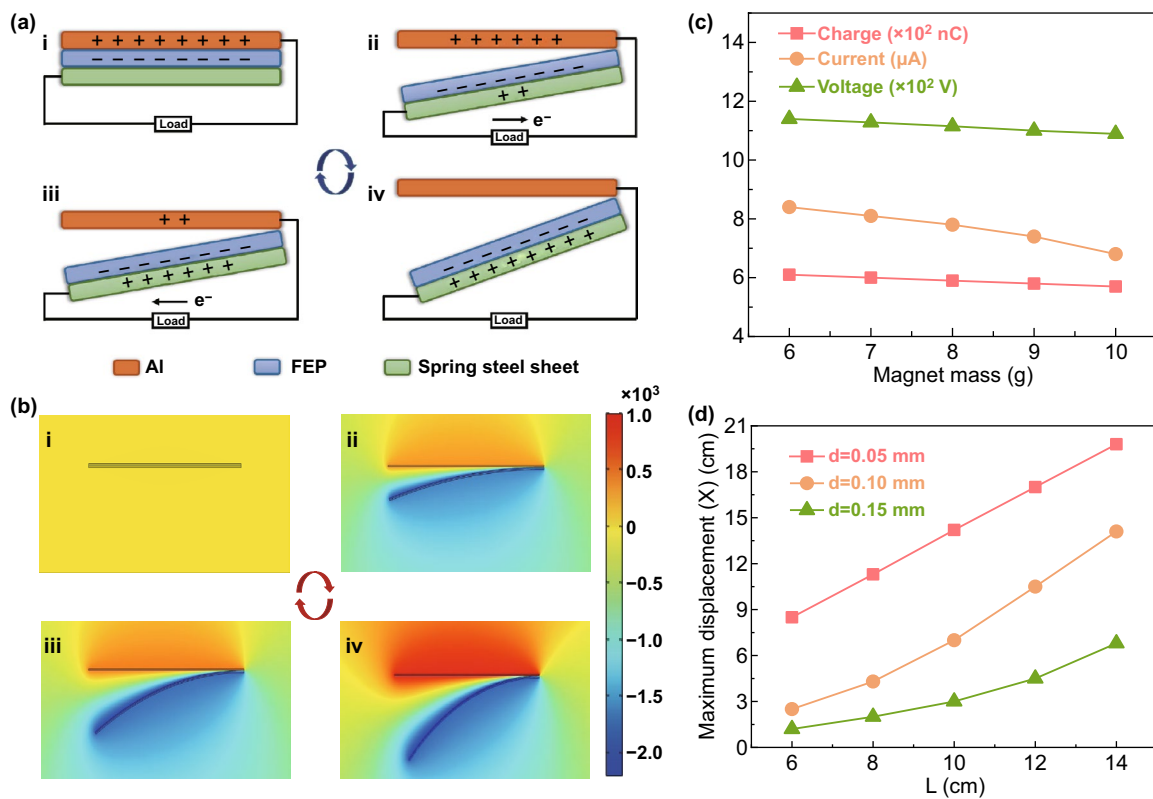 (a)
i
+ + + + + + + +
− − − − − − − −
Load
ii
+ + + + + +
− − − − − − − −
+ +
e⁻
Load
iii
+ +
− − − − − − − −
+ + + + + +
e⁻
Load
iv
− − − − − − − −
+ + + + + + + +
Load
Al
FEP
Spring steel sheet
(b)
i
ii
iii
iv
×10³
1.0
0.5
0
−0.5
−1.0
−1.5
−2.0
(c)
Charge (×10² nC)
Current (μA)
Voltage (×10² V)
14
12
10
8
6
4
6 7 8 9 10
Magnet mass (g)
(d)
d=0.05 mm
d=0.10 mm
d=0.15 mm
Maximum displacement (X) (cm)
21
18
15
12
9
6
3
0
6 8 10 12 14
L (cm)